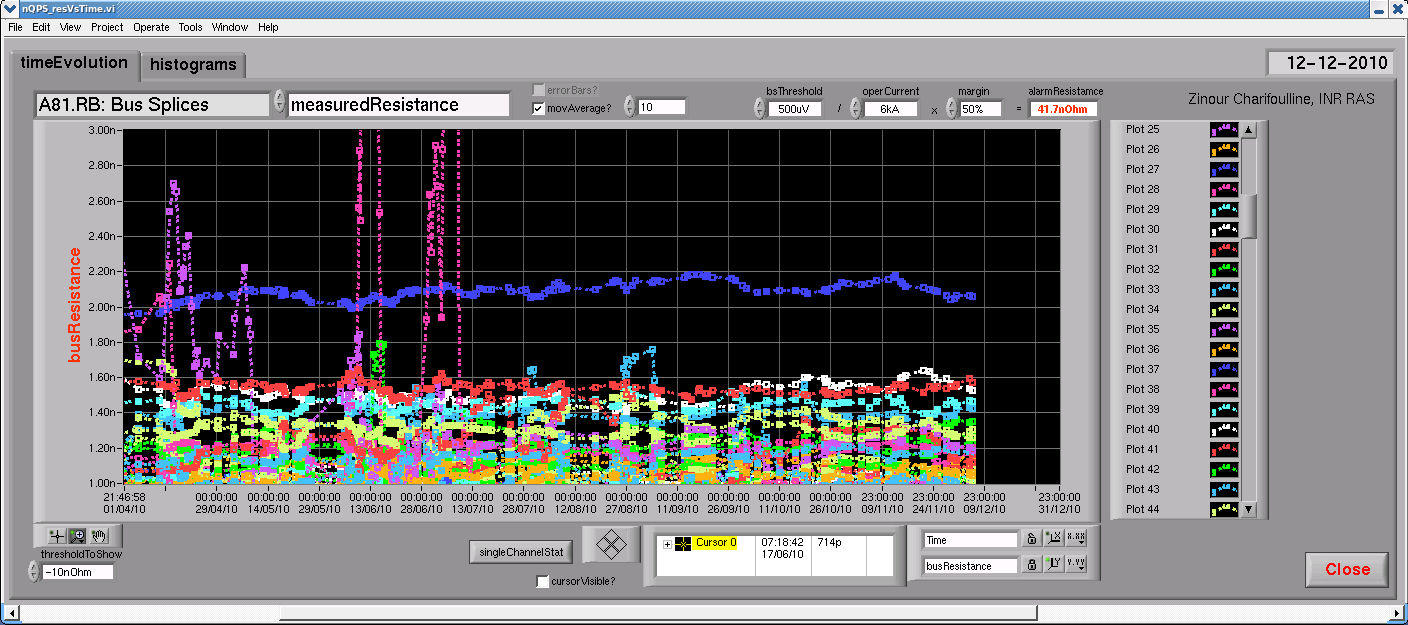 nQPS_resVsTime.vi
File Edit View Project Operate Tools Window Help
timeEvolution histograms 12-12-2010
A81.RB: Bus Splices measuredResistance
errorBars?
movAverage? 10
bsThreshold operCurrent margin alarmResistance
500uV / 6kA x 50% = 41.7nOhm
Zinour Charifoulline, INR RAS
busResistance
3.00n
2.80n
2.60n
2.40n
2.20n
2.00n
1.80n
1.60n
1.40n
1.20n
1.00n
21:46:58 00:00:00 00:00:00 00:00:00 00:00:00 00:00:00 00:00:00 00:00:00 00:00:00 00:00:00 00:00:00 00:00:00 00:00:00 00:00:00 00:00:00 23:00:00 23:00:00 23:00:00 23:00:00
01/04/10 29/04/10 14/05/10 29/05/10 13/06/10 28/06/10 13/07/10 28/07/10 12/08/10 27/08/10 11/09/10 26/09/10 11/10/10 26/10/10 09/11/10 24/11/10 09/12/10 31/12/10
Plot 25
Plot 26
Plot 27
Plot 28
Plot 29
Plot 30
Plot 31
Plot 32
Plot 33
Plot 34
Plot 35
Plot 36
Plot 37
Plot 38
Plot 39
Plot 40
Plot 41
Plot 42
Plot 43
Plot 44
thresholdToShow
-10nOhm
singleChannelStat
cursorVisible?
Cursor 0 07:18:42 714p
17/06/10
Time
busResistance
X.XX
Y.YY
Close